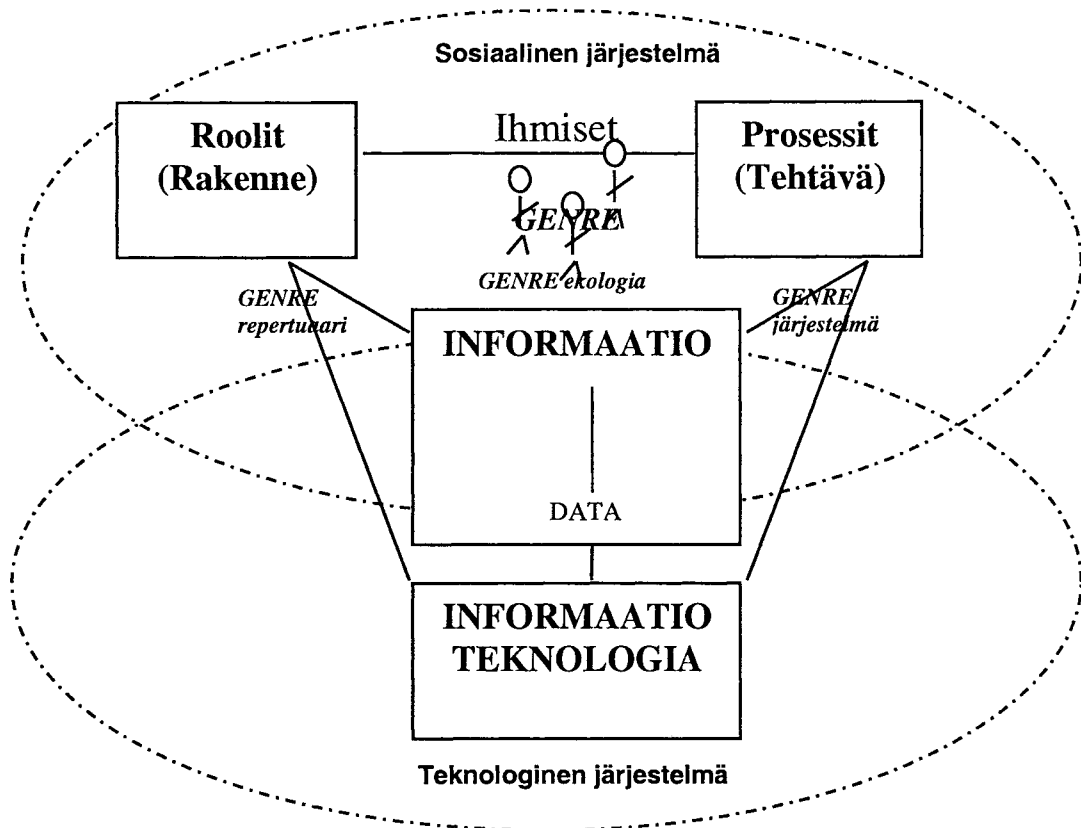 Sosiaalinen järjestelmä
Roolit
(Rakenne)
Ihmiset
Prosessit
(Tehtävä)
GENRE
GENRE ekologia
GENRE
repertuaari
GENRE
järjestelmä
INFORMAATIO
DATA
INFORMAATIO
TEKNOLOGIA
Teknologinen järjestelmä